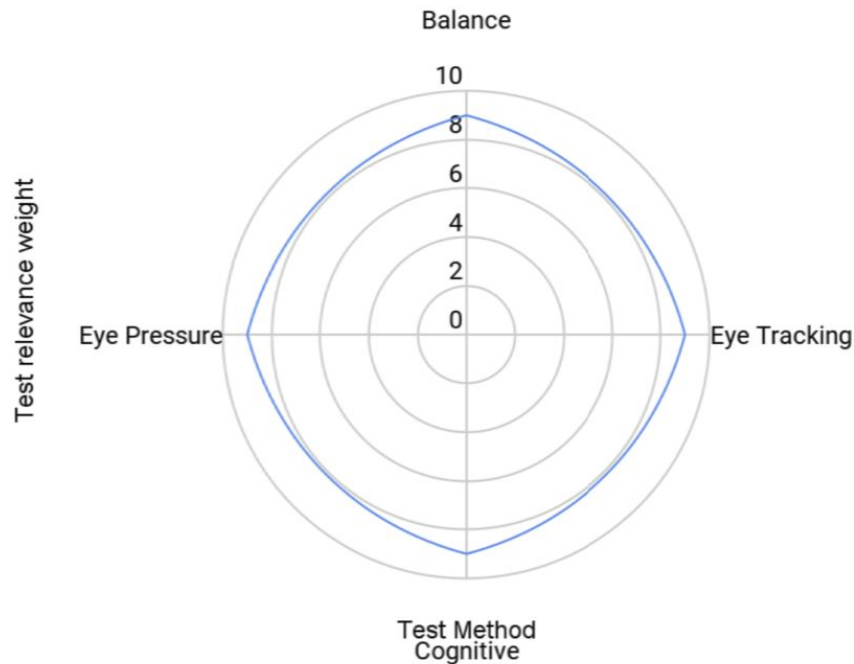 Balance
10
8
6
4
2
0
Test relevance weight
Eye Pressure
Eye Tracking
Test Method
Cognitive